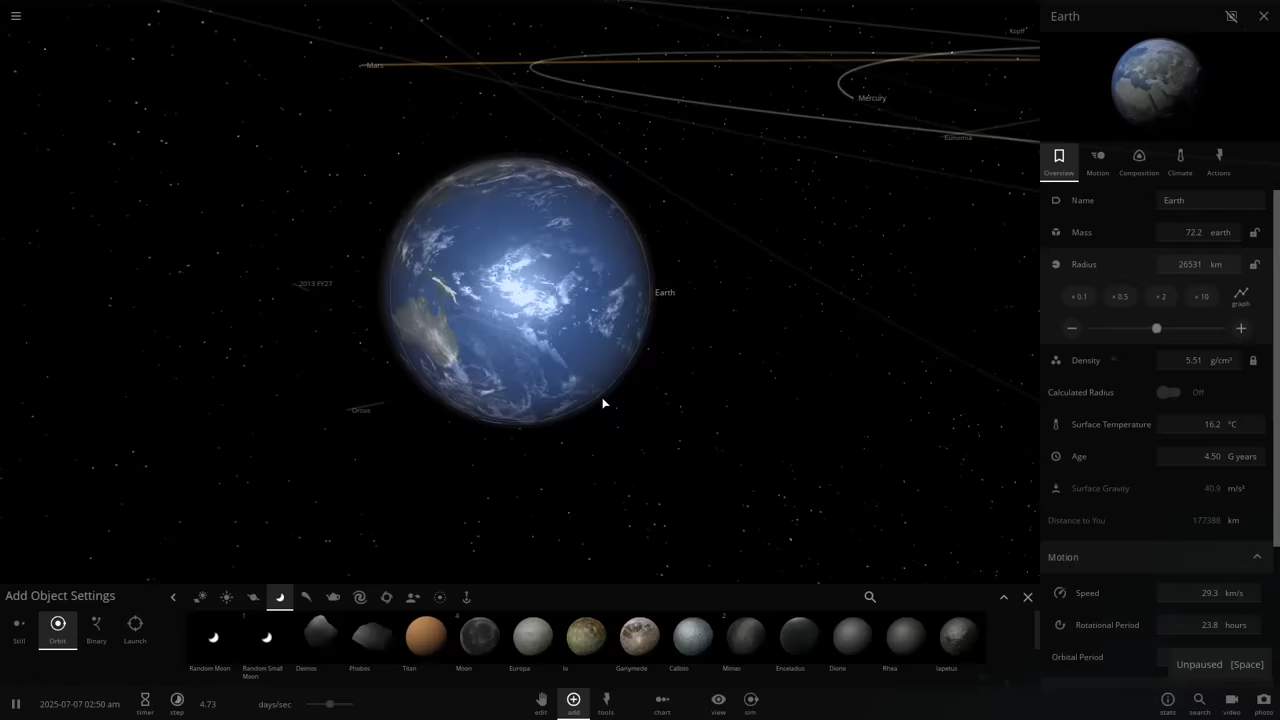 Earth
Kopff
Mars
Mercury
Eunomia
Overview Motion Composition Climate Actions
Name Earth
Mass 72.2 earth
Radius 26531 km
2013 FY27
Earth
× 0.1 × 0.5 × 2 × 10 graph
Density 5.51 g/cm³
Calculated Radius Off
Orcus
Surface Temperature 16.2 °C
Age 4.50 G years
Surface Gravity 40.9 m/s²
Distance to You 177388 km
Motion
Speed 29.3 km/s
Rotational Period 23.8 hours
Orbital Period
Unpaused [Space]
Add Object Settings
Still Orbit Binary Launch
1 4 2
Random Moon Random Small Moon Deimos Phobos Titan Moon Europa Io Ganymede Callisto Mimas Enceladus Dione Rhea Iapetus
2025-07-07 02:50 am timer step 4.73 days/sec edit add tools chart view sim stats search video photo